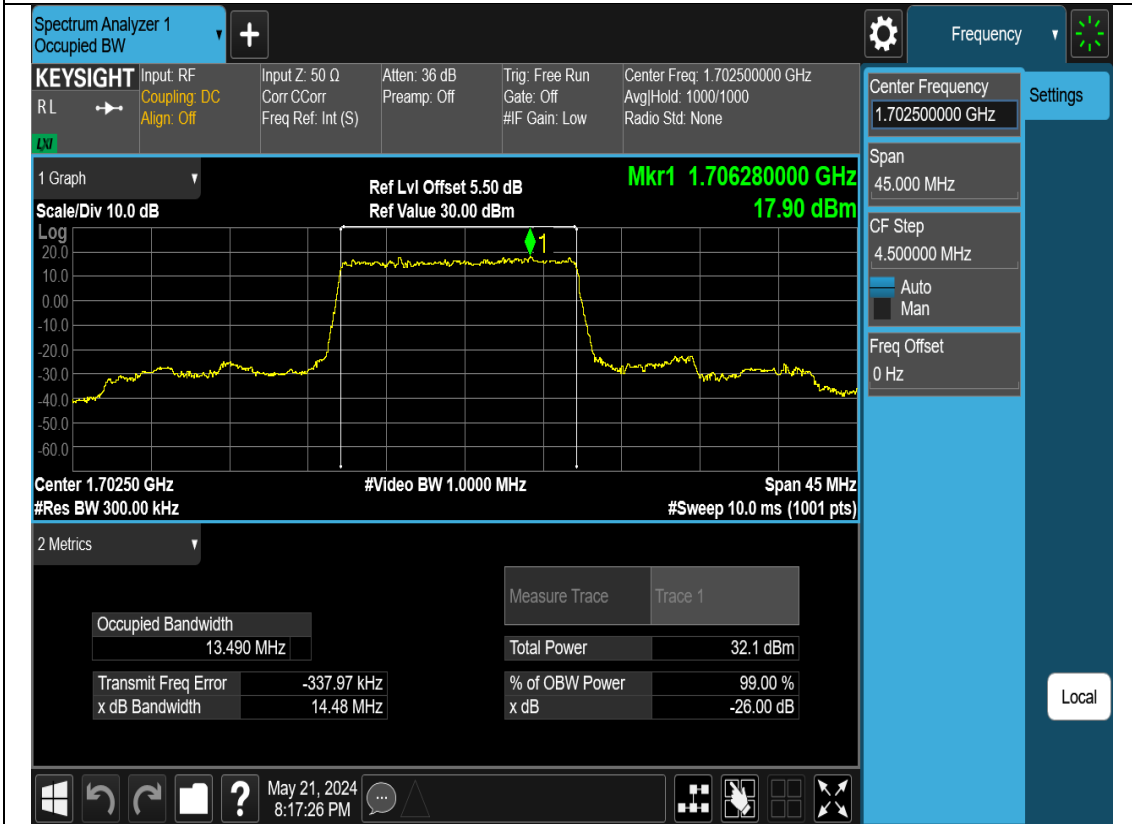 Spectrum Analyzer 1
Occupied BW
+
Frequency
KEYSIGHT
RL
LXI
Input: RF
Coupling: DC
Align: Off
Input Z: 50 Ω
Corr CCorr
Freq Ref: Int (S)
Atten: 36 dB
Preamp: Off
Trig: Free Run
Gate: Off
#IF Gain: Low
Center Freq: 1.702500000 GHz
Avg|Hold: 1000/1000
Radio Std: None
Center Frequency
1.702500000 GHz
Settings
Span
45.000 MHz
CF Step
4.500000 MHz
Auto
Man
Freq Offset
0 Hz
Local
1 Graph
Scale/Div 10.0 dB
Ref Lvl Offset 5.50 dB
Ref Value 30.00 dBm
Mkr1 1.706280000 GHz
17.90 dBm
Log
1
20.0
10.0
0.00
-10.0
-20.0
-30.0
-40.0
-50.0
-60.0
Center 1.70250 GHz
#Video BW 1.0000 MHz
Span 45 MHz
#Res BW 300.00 kHz
#Sweep 10.0 ms (1001 pts)
2 Metrics
Measure Trace Trace 1
Occupied Bandwidth
13.490 MHz
Total Power 32.1 dBm
Transmit Freq Error -337.97 kHz
% of OBW Power 99.00 %
x dB Bandwidth 14.48 MHz
x dB -26.00 dB
?
May 21, 2024
8:17:26 PM